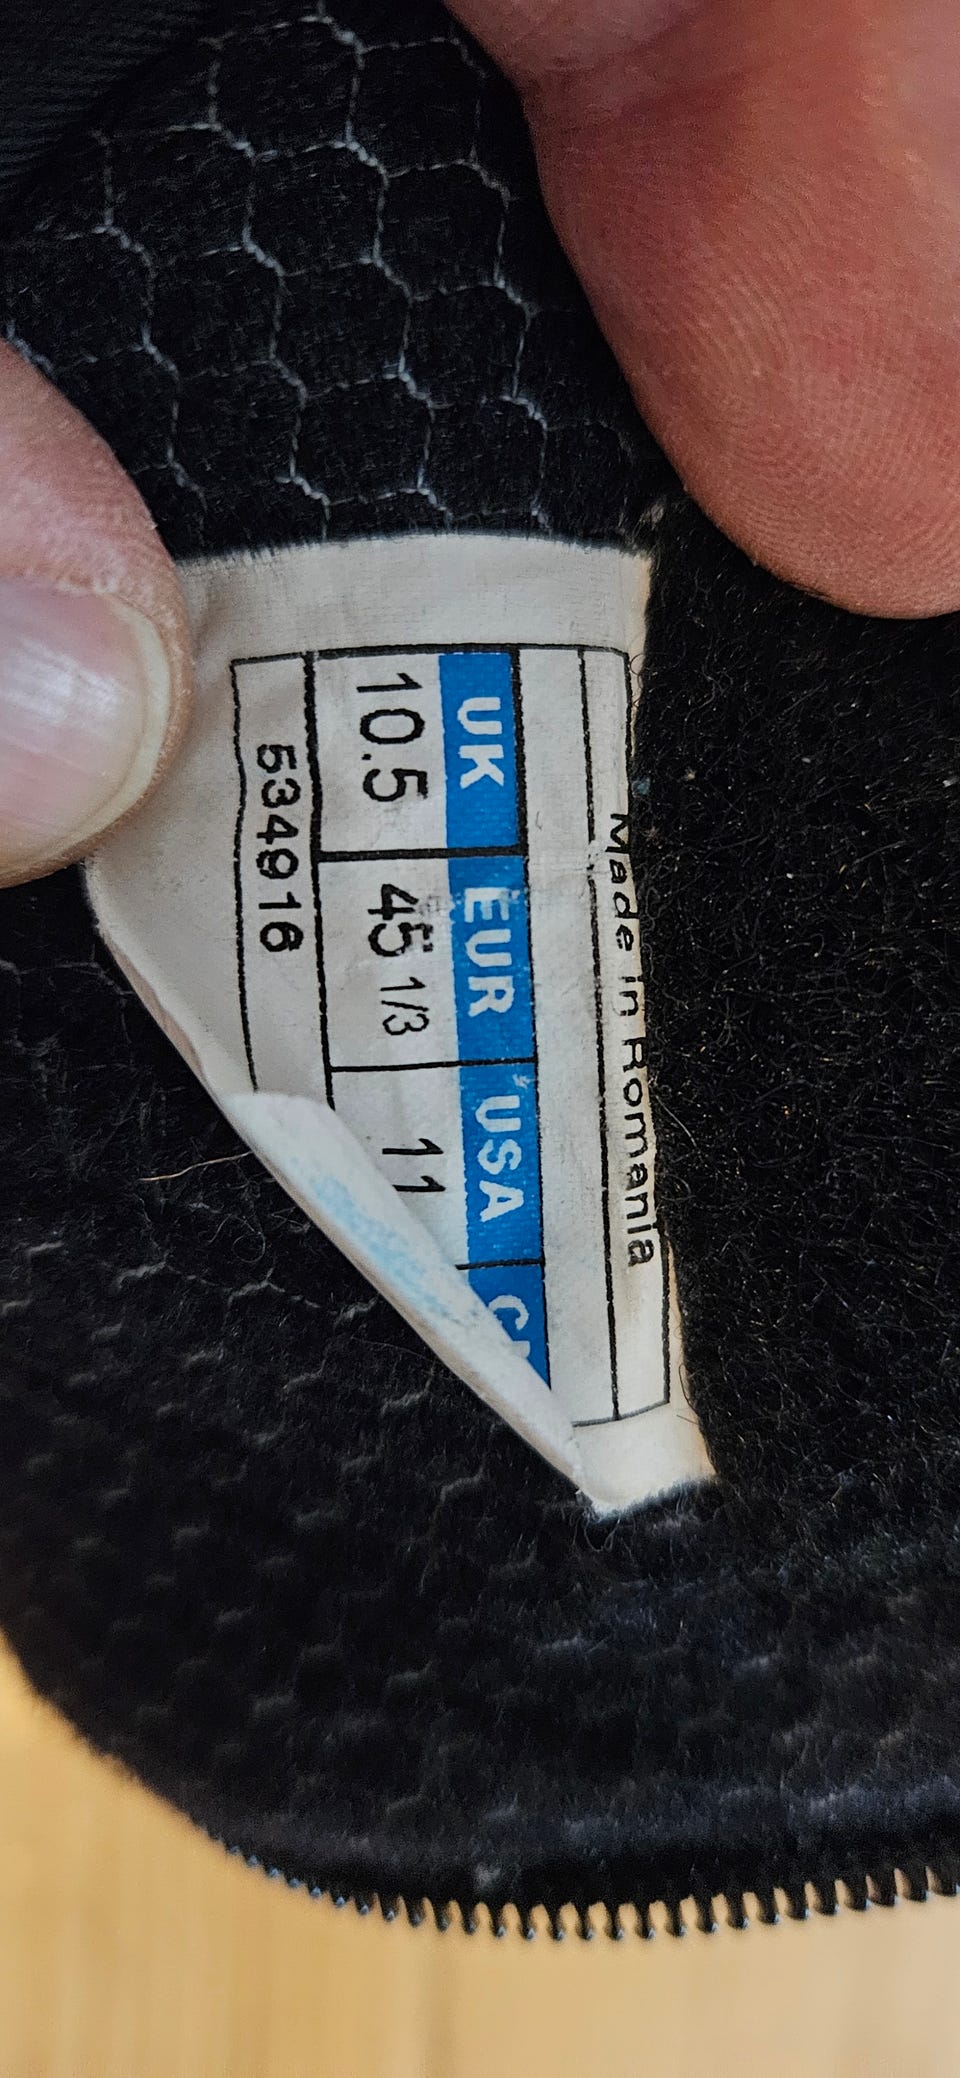 Made in Romania
UK EUR USA C
10.5 45 1/3 11
534916